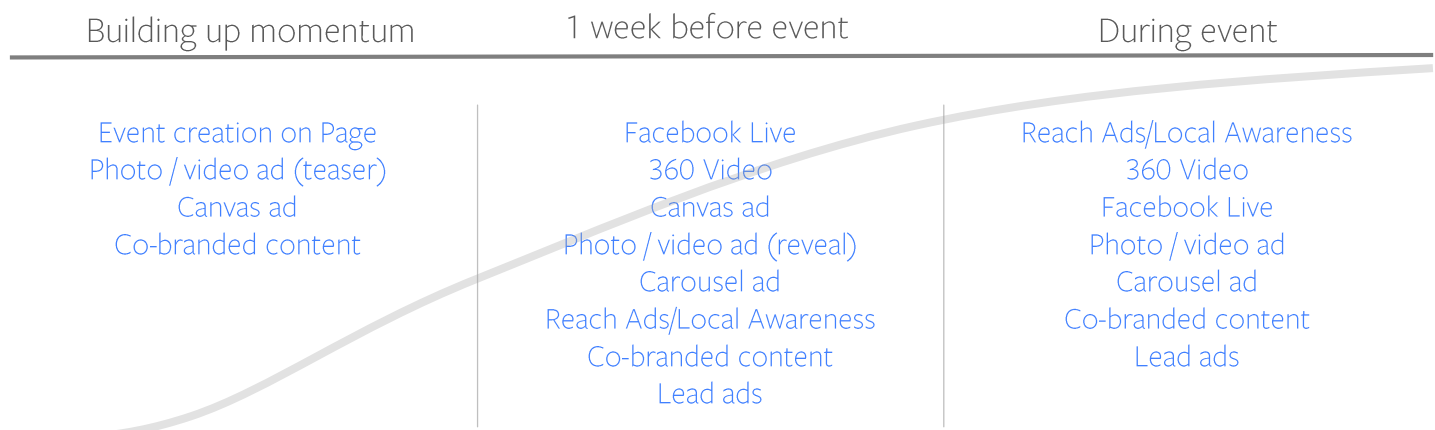 Building up momentum
1 week before event
During event
Event creation on Page
Photo / video ad (teaser)
Canvas ad
Co-branded content
Facebook Live
360 Video
Canvas ad
Photo / video ad (reveal)
Carousel ad
Reach Ads/Local Awareness
Co-branded content
Lead ads
Reach Ads/Local Awareness
360 Video
Facebook Live
Photo / video ad
Carousel ad
Co-branded content
Lead ads